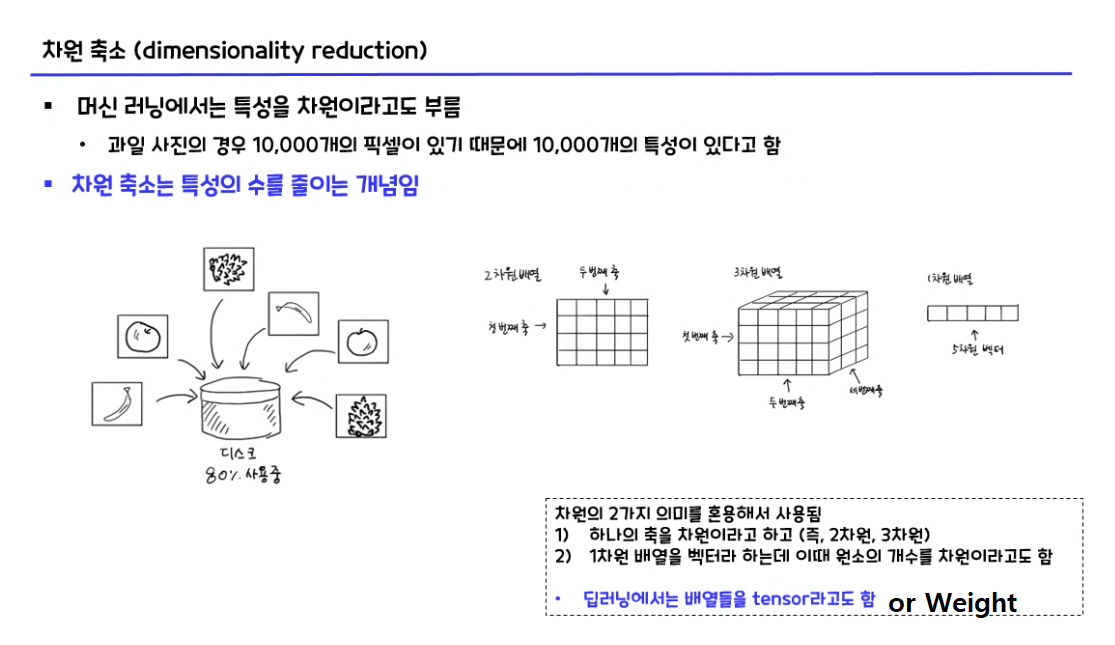 차원 축소 (dimensionality reduction)
▪ 머신 러닝에서는 특성을 차원이라고도 부름
• 과일 사진의 경우 10,000개의 픽셀이 있기 때문에 10,000개의 특성이 있다고 함
▪ 차원 축소는 특성의 수를 줄이는 개념임
2차원 배열
두 번째 축
첫 번째 축
3차원 배열
첫 번째 축
두 번째 축
세 번째 축
1차원 배열
5차원 벡터
디스크
80% 사용중
차원의 2가지 의미를 혼용해서 사용됨
1) 하나의 축을 차원이라고 하고 (즉, 2차원, 3차원)
2) 1차원 배열을 벡터라 하는데 이때 원소의 개수를 차원이라고도 함
• 딥러닝에서는 배열들을 tensor라고도 함 or Weight